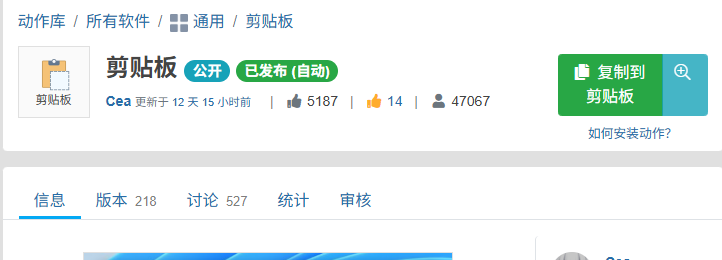 动作库 / 所有软件 / 通用 / 剪贴板
剪贴板 公开 已发布 (自动)
剪贴板
Cea 更新于 12 天 15 小时前 | 5187 | 14 | 47067
复制到
剪贴板
如何安装动作？
信息 版本 218 讨论 527 统计 审核